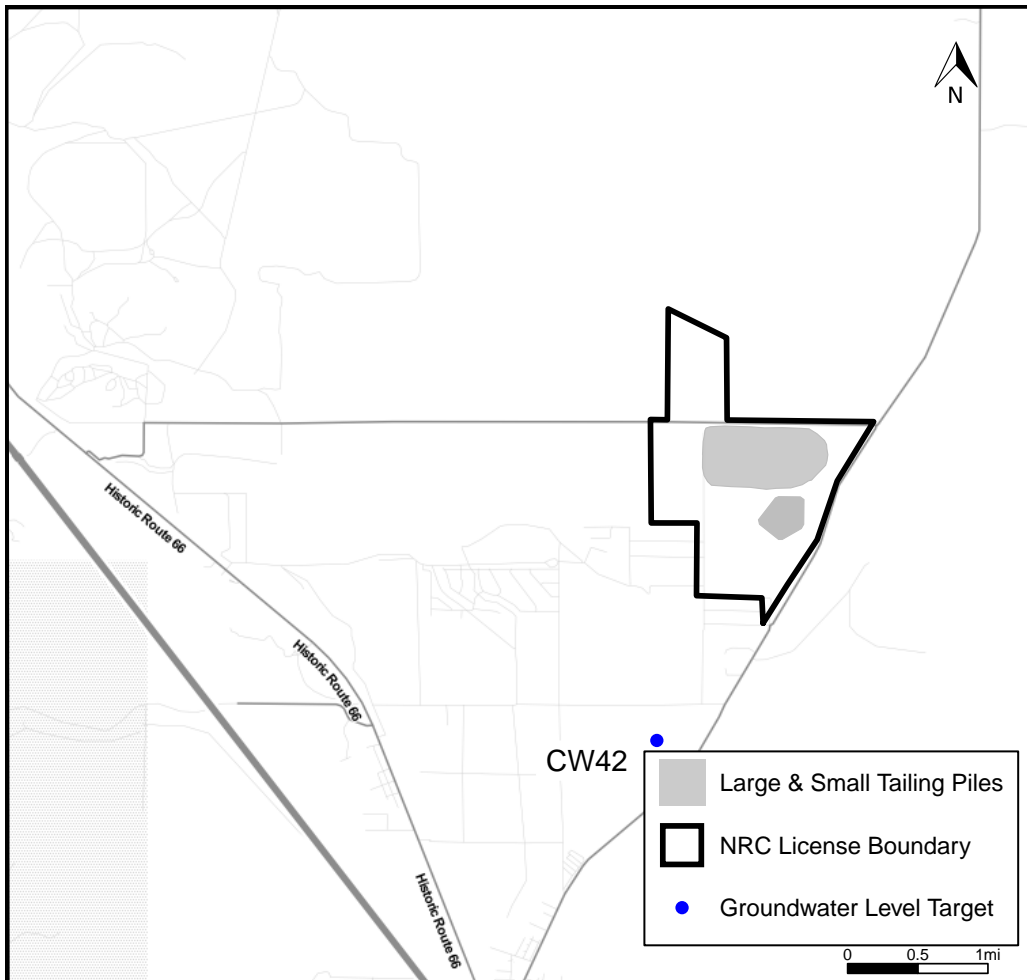 N
Historic Route 66
Historic Route 66
CW42
Large & Small Tailing Piles
NRC License Boundary
Historic Route 66
Groundwater Level Target
0 0.5 1mi